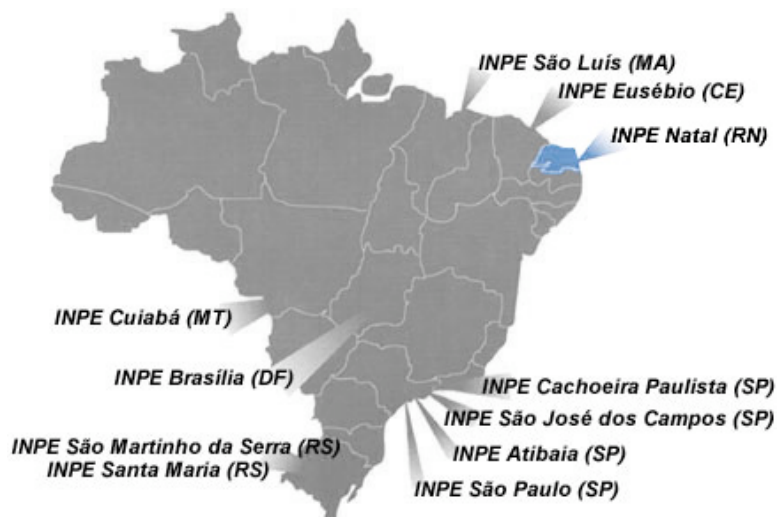 INPE São Luís (MA)
INPE Eusébio (CE)
INPE Natal (RN)
INPE Cuiabá (MT)
INPE Brasília (DF)
INPE Cachoeira Paulista (SP)
INPE São José dos Campos (SP)
INPE São Martinho da Serra (RS)
INPE Atibaia (SP)
INPE Santa Maria (RS)
INPE São Paulo (SP)